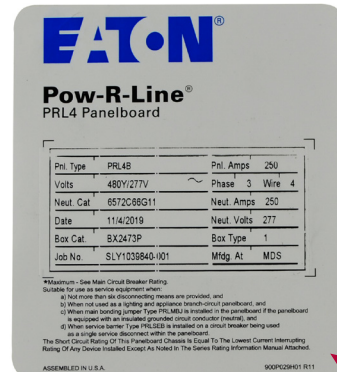 EATON®
Pow-R-Line®
PRL4 Panelboard
Pnl. Type PRL4B Pnl. Amps 250
Volts 480Y/277V ~ Phase 3 Wire 4
Neut. Cat 6572C66G11 Neut. Amps 250
Date 11/4/2019 Neut. Volts 277
Box Cat. BX2473P Box Type 1
Job No. SLY1039840-001 Mfdg. At MDS
★Maximum - See Main Circuit Breaker Rating.
Suitable for use as service equipment when:
a) Not more than six disconnecting means are provided, and
b) When not used as a lighting and appliance branch-circuit panelboard, and
c) When main bonding jumper Type PRLMBJ is installed in the panelboard if the panelboard
is equipped with an insulated grounded circuit conductor (neutral), and
d) When service barrier Type PRLSEB is installed on a circuit breaker being used
as a single service disconnect within the panelboard.
The Short Circuit Rating Of This Panelboard Chassis Is Equal To The Lowest Current Interrupting
Rating Of Any Device Installed Except As Noted In The Series Rating Information Manual Attached.
ASSEMBLED IN U.S.A. 900P029H01 R11